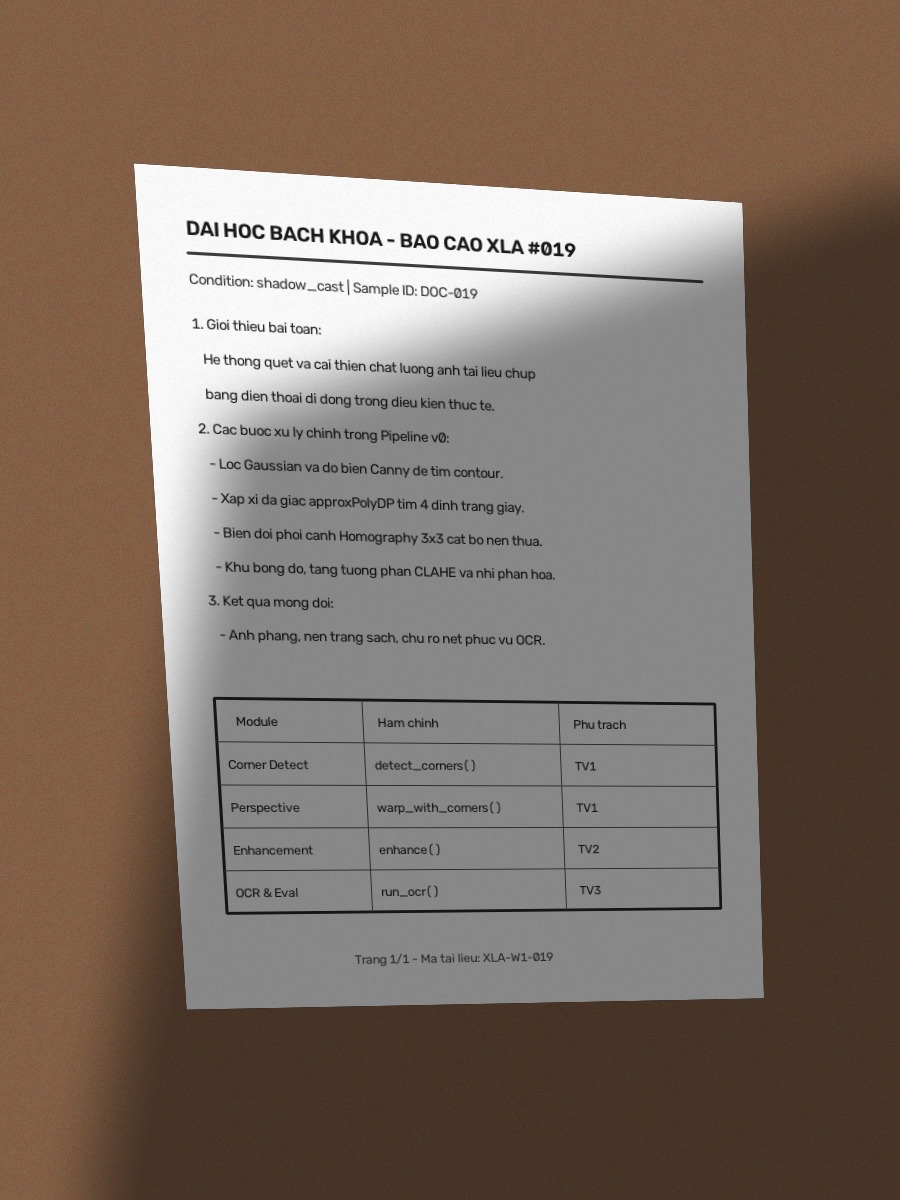 DAI HOC BACH KHOA - BAO CAO XLA #019
Condition: shadow_cast | Sample ID: DOC-019
1. Gioi thieu bai toan:
He thong quet va cai thien chat luong anh tai lieu chup
bang dien thoai di dong trong dieu kien thuc te.
2. Cac buoc xu ly chinh trong Pipeline v0:
- Loc Gaussian va do bien Canny de tim contour.
- Xap xi da giac approxPolyDP tim 4 dinh trang giay.
- Bien doi phoi canh Homography 3x3 cat bo nen thua.
- Khu bong do, tang tuong phan CLAHE va nhi phan hoa.
3. Ket qua mong doi:
- Anh phang, nen trang sach, chu ro net phuc vu OCR.
Module Ham chinh Phu trach
Corner Detect detect_corners() TV1
Perspective warp_with_corners() TV1
Enhancement enhance() TV2
OCR & Eval run_ocr() TV3
Trang 1/1 - Ma tai lieu: XLA-W1-019